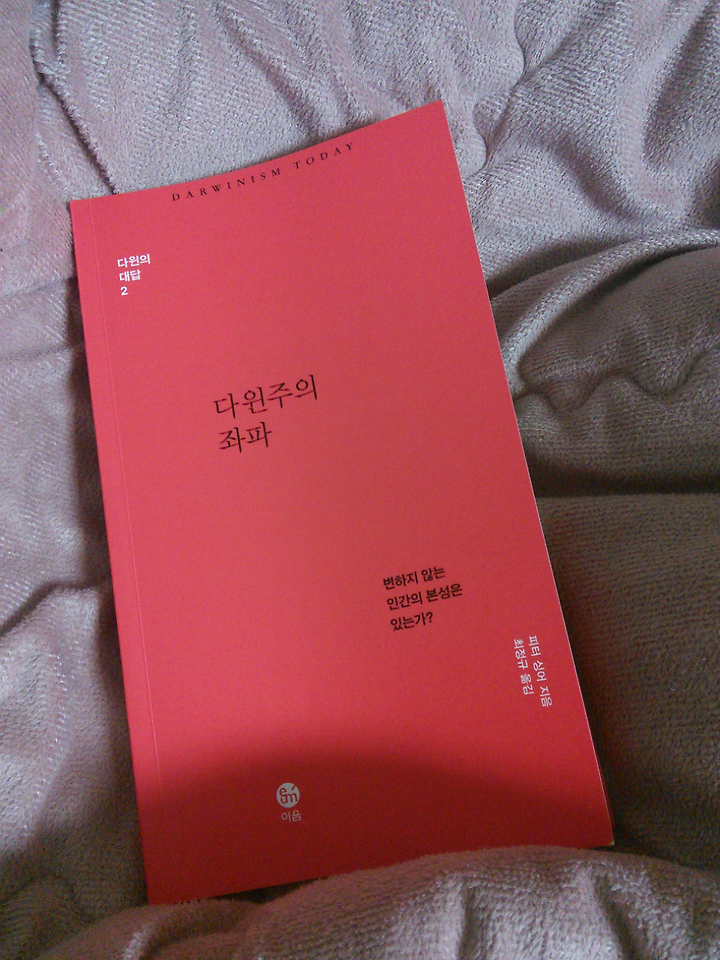 DARWINISM TODAY
다윈의
대답
2
다윈주의
좌파
변하지 않는
인간의 본성은
있는가?
피터 싱어 지음
최정규 옮김
eum
이음